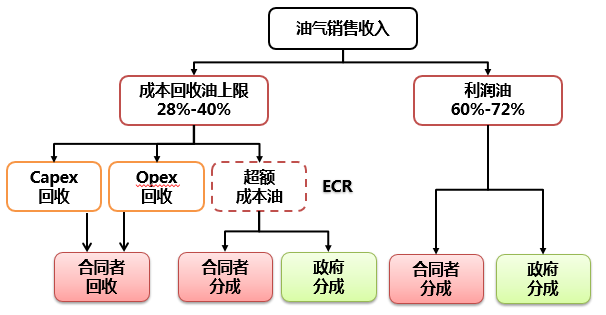 油气销售收入
成本回收油上限
28%-40%
利润油
60%-72%
Capex
回收
Opex
回收
超额
成本油
ECR
合同者
回收
合同者
分成
政府
分成
合同者
分成
政府
分成